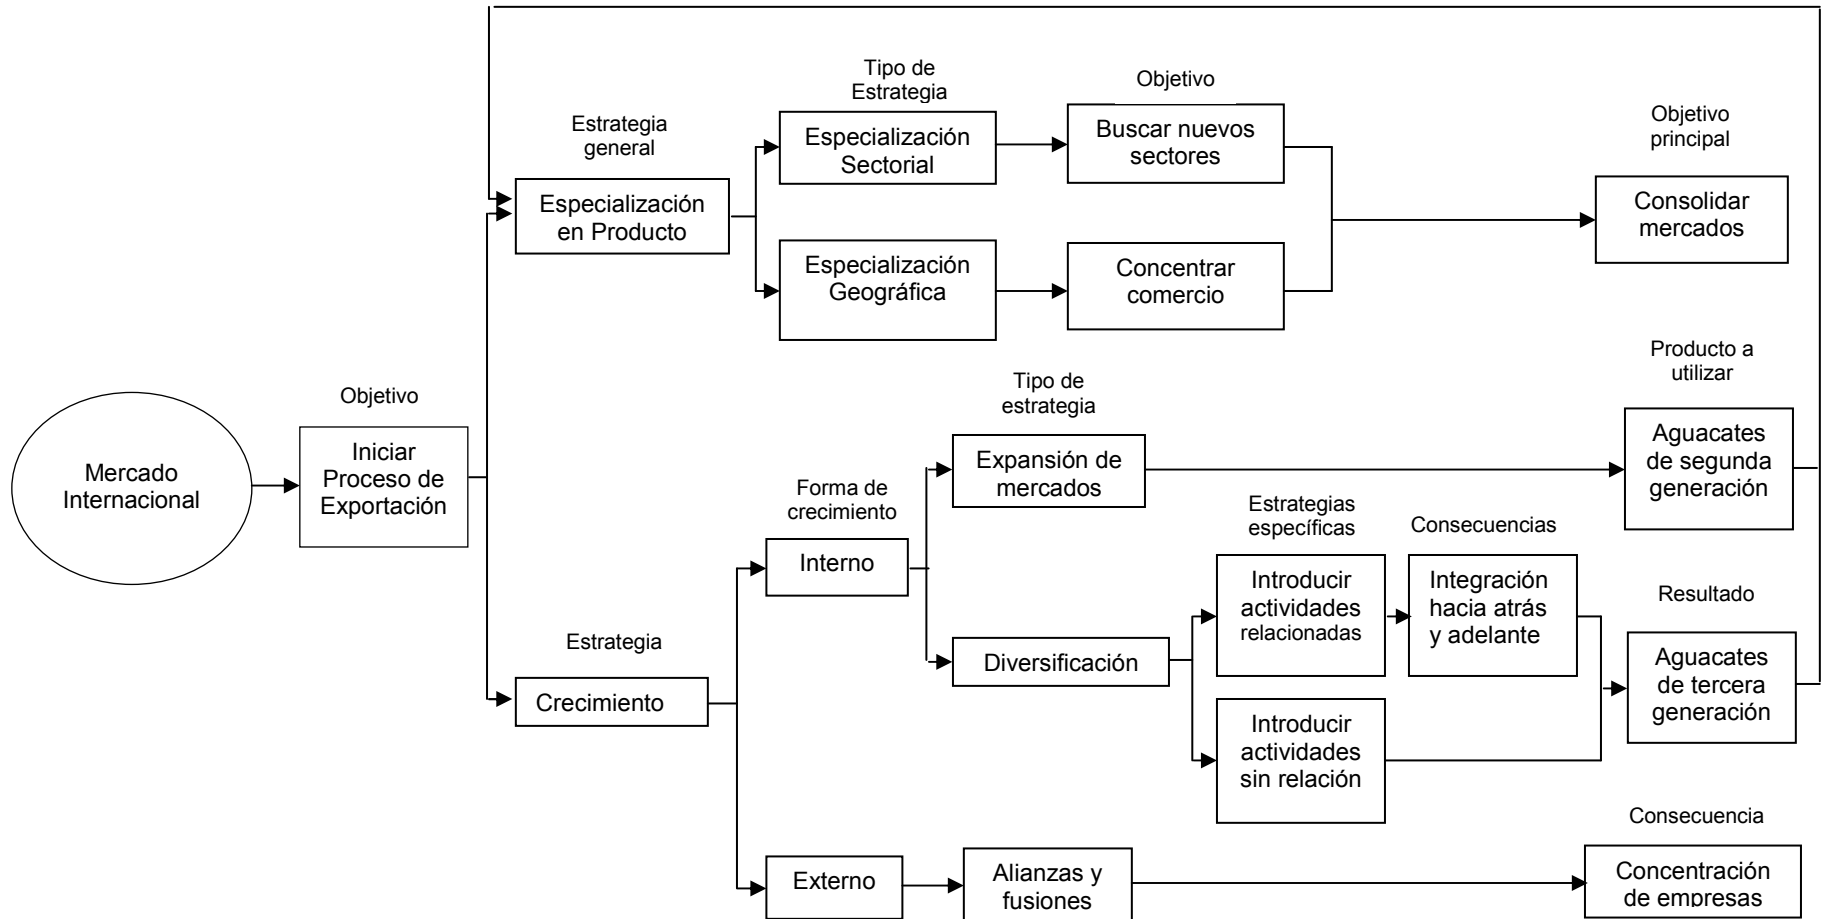 Tipo de
Estrategia
Objetivo
Objetivo
principal
Estrategia
general
Especialización
Sectorial
Buscar nuevos
sectores
Especialización
en Producto
Consolidar
mercados
Especialización
Geográfica
Concentrar
comercio
Producto a
utilizar
Objetivo
Tipo de
estrategia
Mercado
Internacional
Iniciar
Proceso de
Exportación
Expansión de
mercados
Aguacates
de segunda
generación
Forma de
crecimiento
Estrategias
específicas
Consecuencias
Interno
Introducir
actividades
relacionadas
Integración
hacia atrás
y adelante
Resultado
Estrategia
Diversificación
Aguacates
de tercera
generación
Crecimiento
Introducir
actividades
sin relación
Consecuencia
Externo
Alianzas y
fusiones
Concentración
de empresas